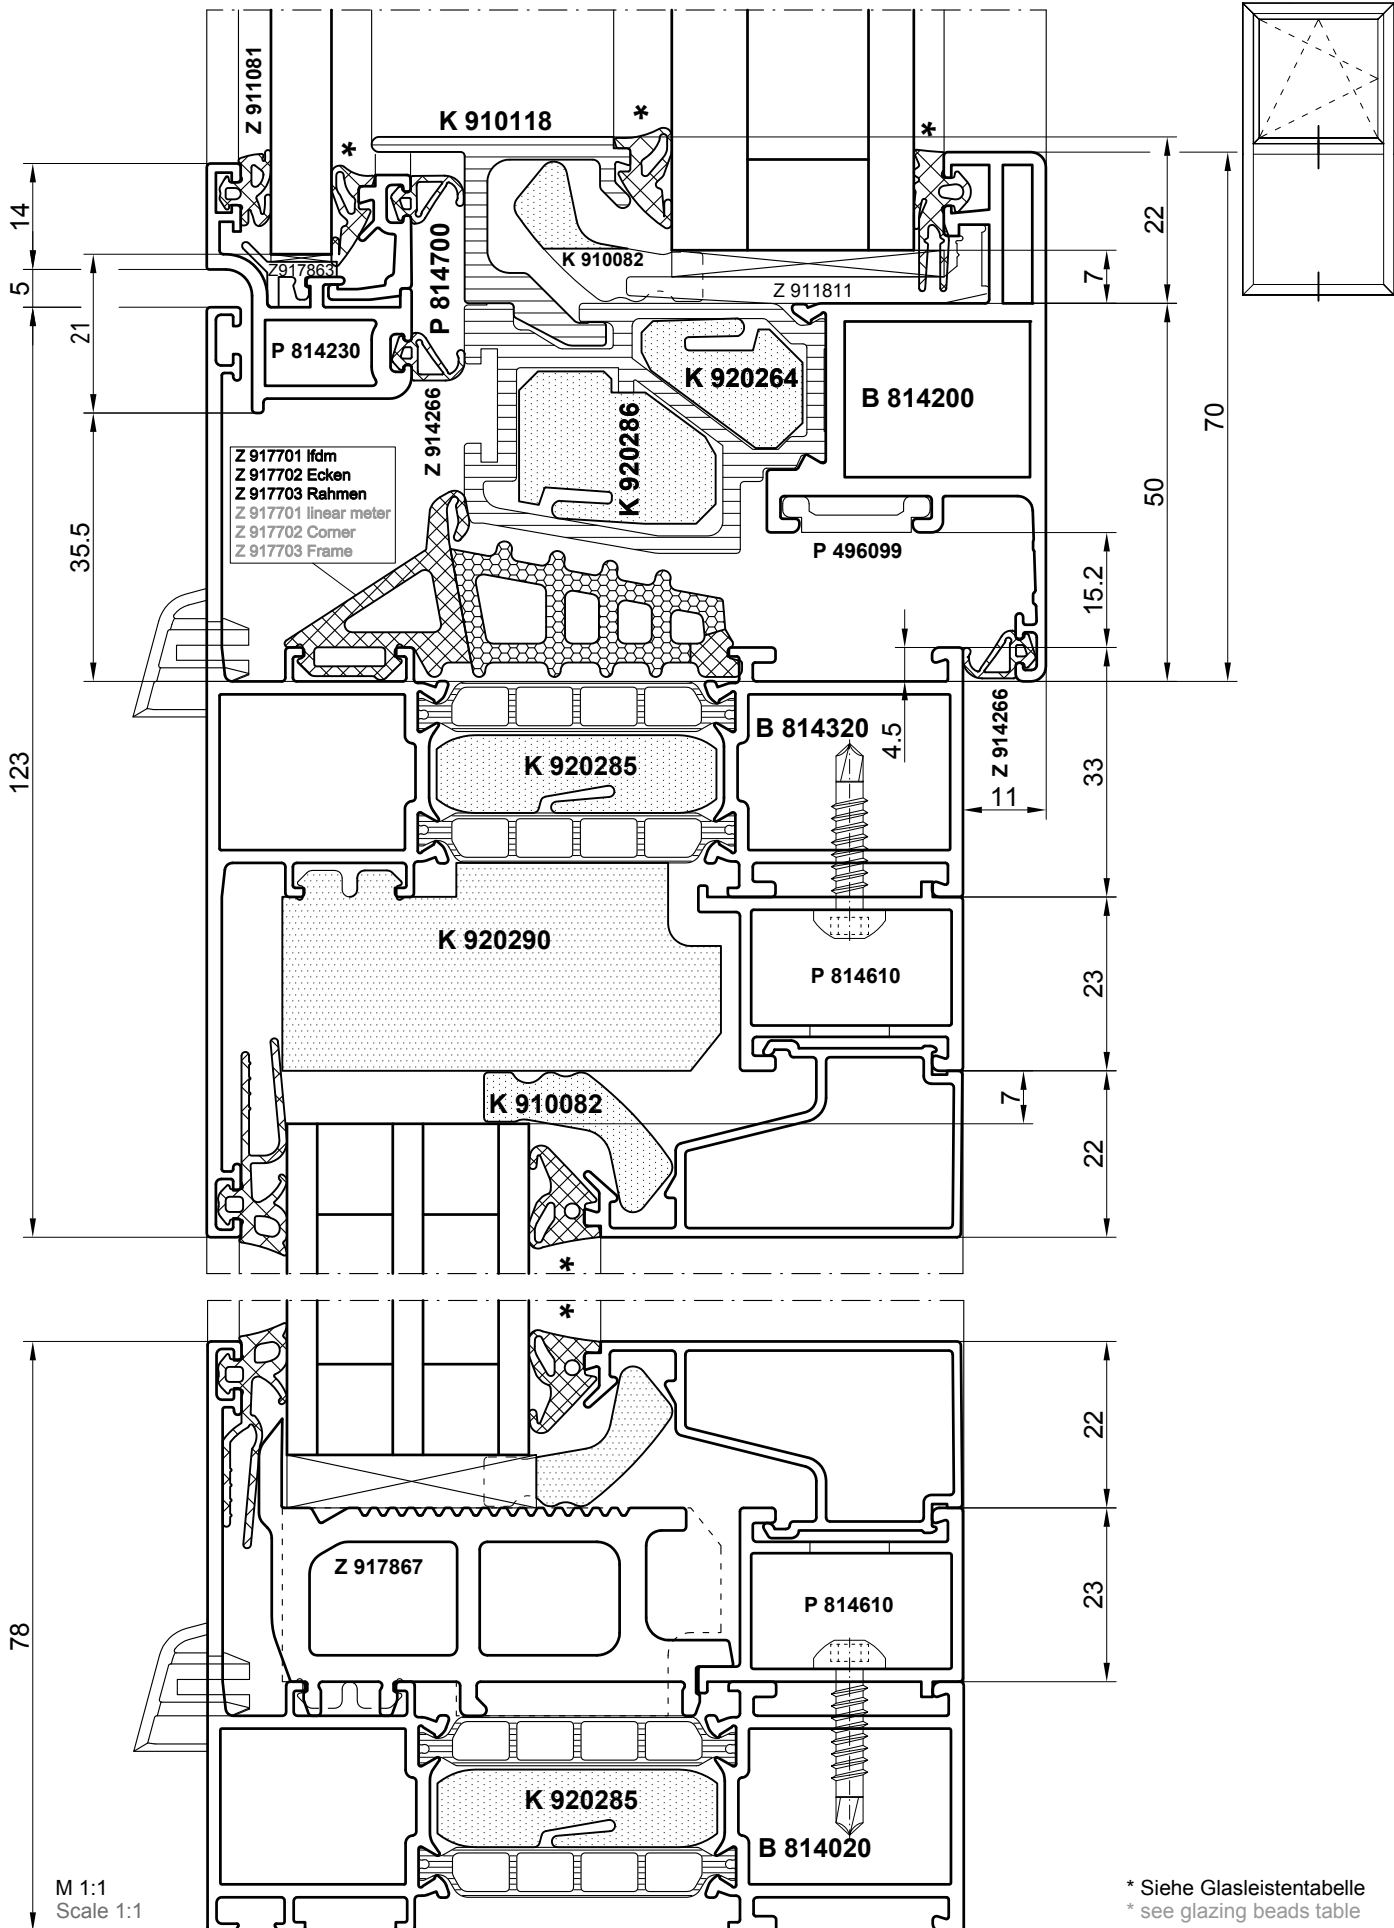 Z 911081
*
K 910118
*
*
14
5
21
35.5
123
Z917863
P 814700
K 910082
Z 911811
22
7
P 814230
K 920264
B 814200
K 920286
Z 914266
70
50
Z 917701 lfdm
Z 917702 Ecken
Z 917703 Rahmen
Z 917701 linear meter
Z 917702 Corner
Z 917703 Frame
P 496099
15.2
B 814320
4.5
Z 914266
K 920285
33
11
K 920290
P 814610
23
K 910082
7
22
*
*
22
78
Z 917867
P 814610
23
K 920285
B 814020
M 1:1
Scale 1:1
* Siehe Glasleistentabelle
* see glazing beads table